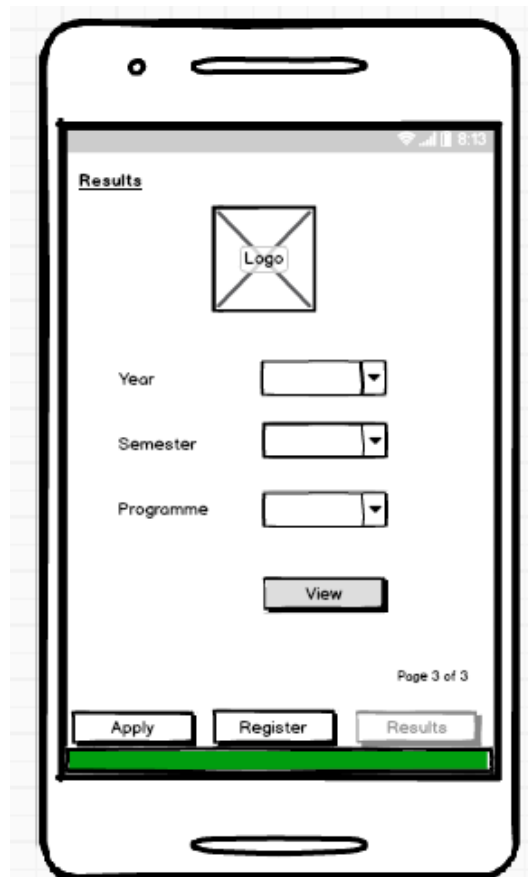 8:13
Results
Logo
Year
Semester
Programme
View
Page 3 of 3
Apply Register Results